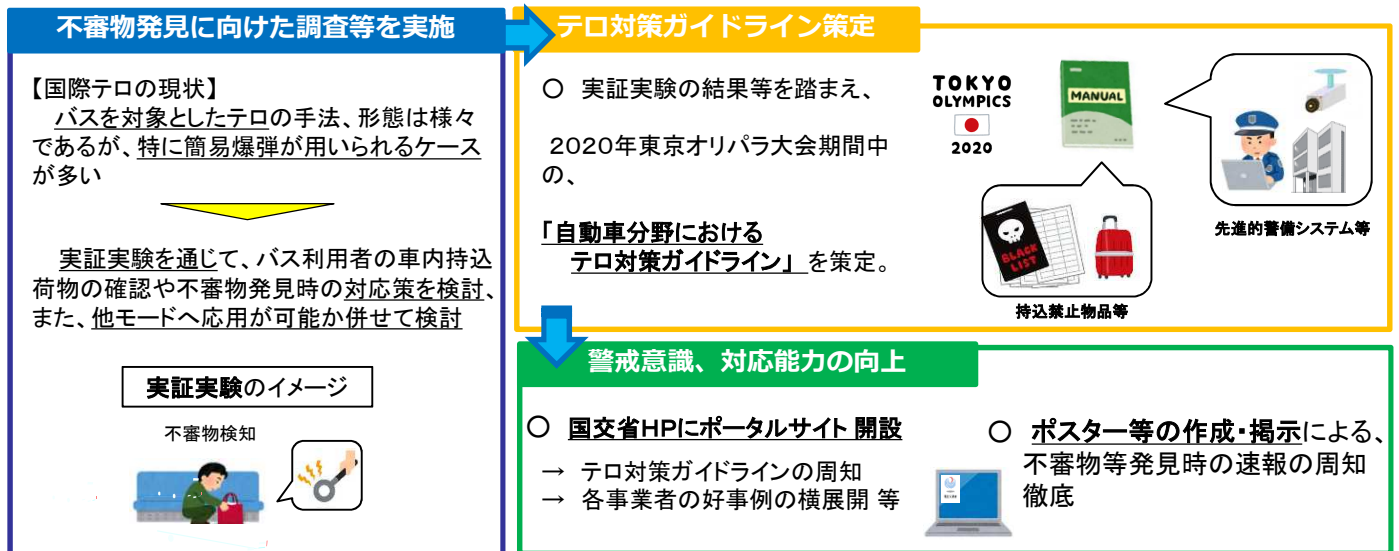 不審物発見に向けた調査等を実施
【国際テロの現状】
バスを対象としたテロの手法、形態は様々
であるが、特に簡易爆弾が用いられるケース
が多い
実証実験を通じて、バス利用者の車内持込
荷物の確認や不審物発見時の対応策を検討、
また、他モードへ応用が可能か併せて検討
実証実験のイメージ
不審物検知
テロ対策ガイドライン策定
○ 実証実験の結果等を踏まえ、
2020年東京オリパラ大会期間中
の、
「自動車分野における
テロ対策ガイドライン」 を策定。
TOKYO
OLYMPICS
2020
MANUAL
先進的警備システム等
BLACK
LIST
持込禁止物品等
警戒意識、対応能力の向上
○ 国交省HPにポータルサイト 開設
→ テロ対策ガイドラインの周知
→ 各事業者の好事例の横展開 等
○ ポスター等の作成・掲示による、
不審物等発見時の速報の周知
徹底